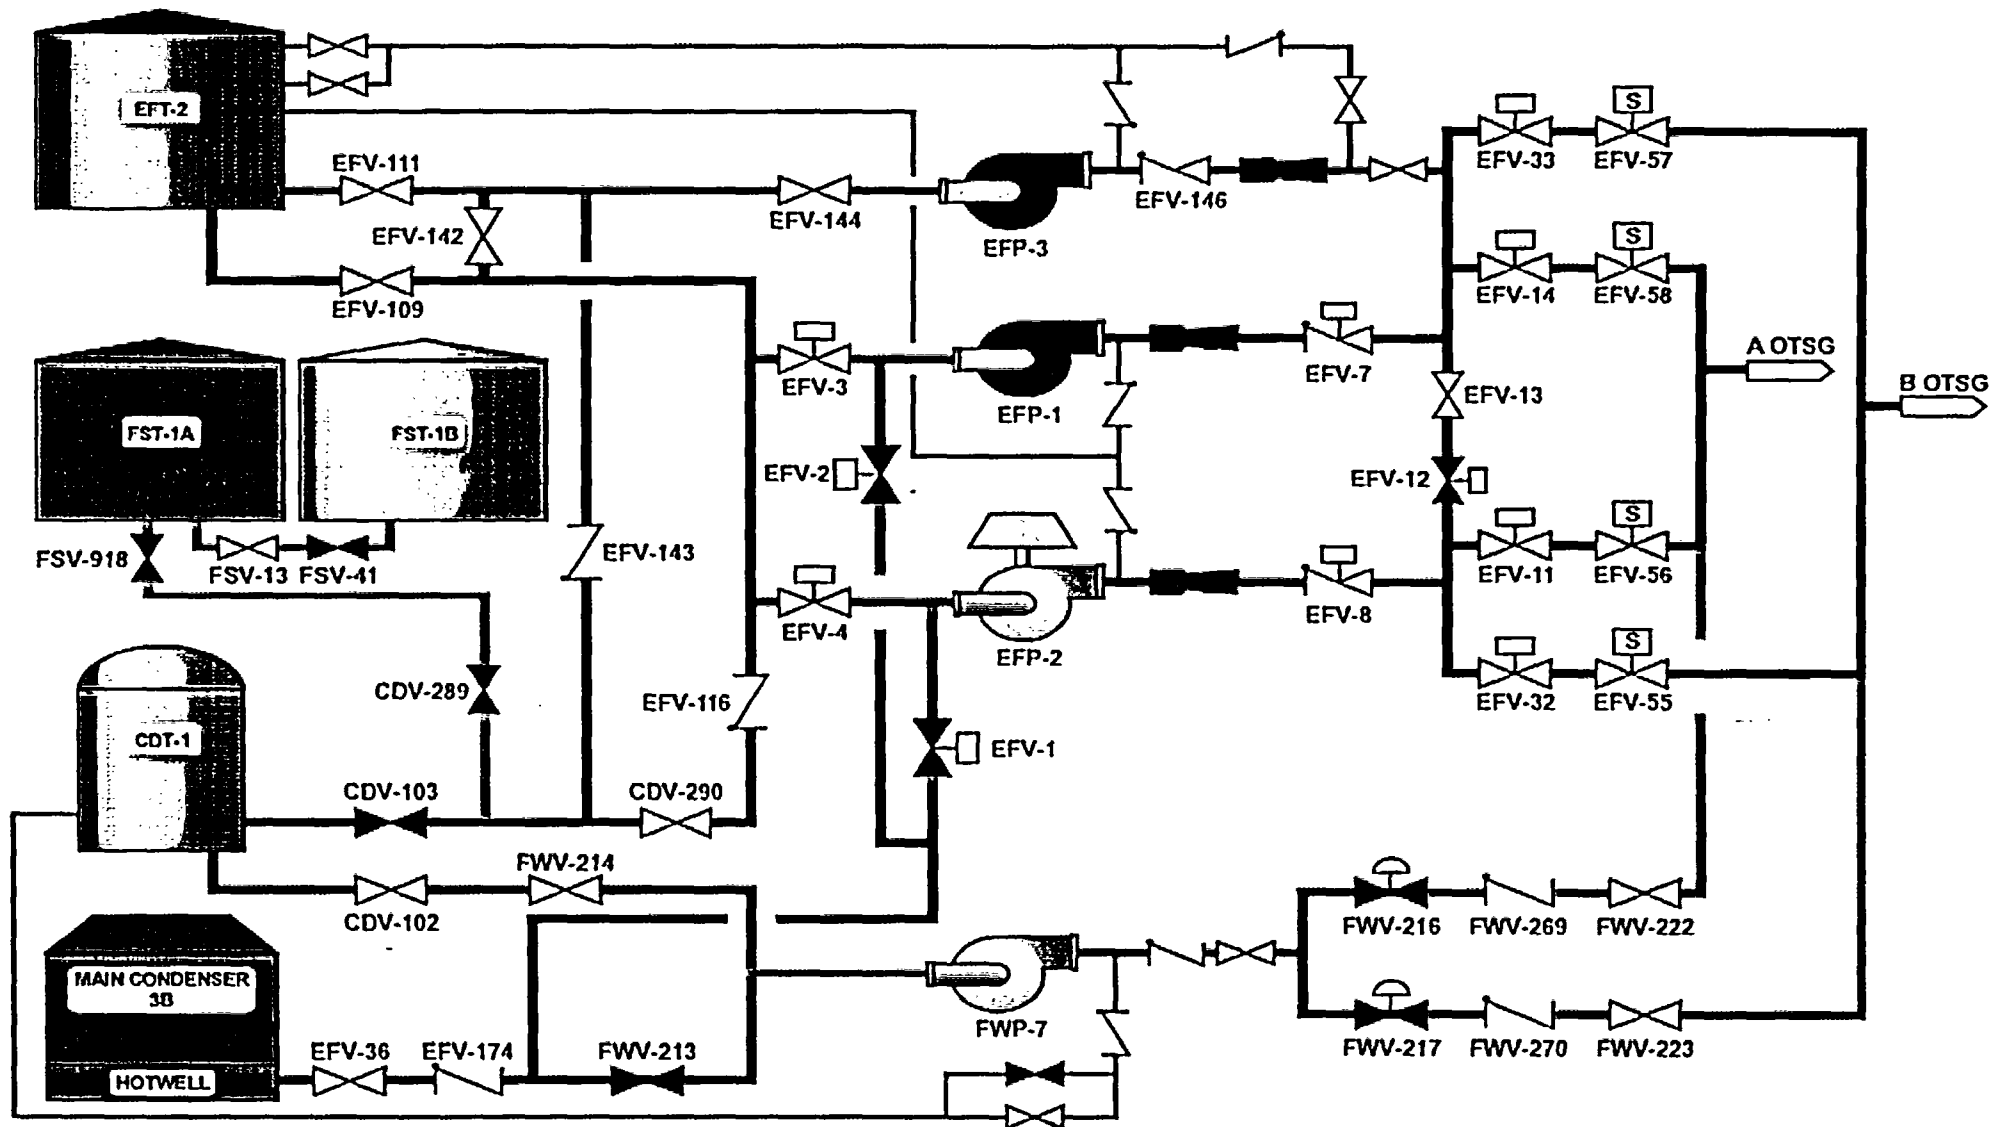 EFT-2
EFV-111
EFV-142
EFV-109
EFV-144
EFP-3
EFV-146
EFV-33
S
EFV-57
EFV-14
S
EFV-58
FST-1A
FST-1B
EFV-3
EFP-1
EFV-7
EFV-13
A OTSG
B OTSG
EFV-2
EFV-12
FSV-918
FSV-13
FSV-41
EFV-143
EFV-4
EFP-2
EFV-8
EFV-11
S
EFV-56
CDV-289
EFV-116
EFV-32
S
EFV-55
CDT-1
EFV-1
CDV-103
CDV-290
FWV-214
CDV-102
FWV-216
FWV-269
FWV-222
MAIN CONDENSER
3B
HOTWELL
EFV-36
EFV-174
FWV-213
FWP-7
FWV-217
FWV-270
FWV-223